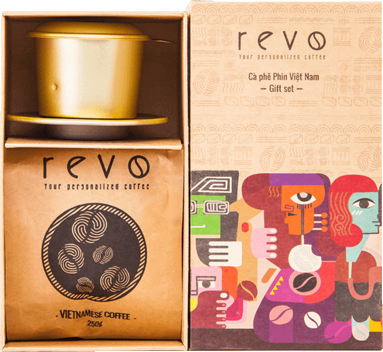 revo
Your personalized coffee
- VIETNAMESE COFFEE -
250g
revo
Your personalized coffee
Cà phê Phin Việt Nam
– Gift set –